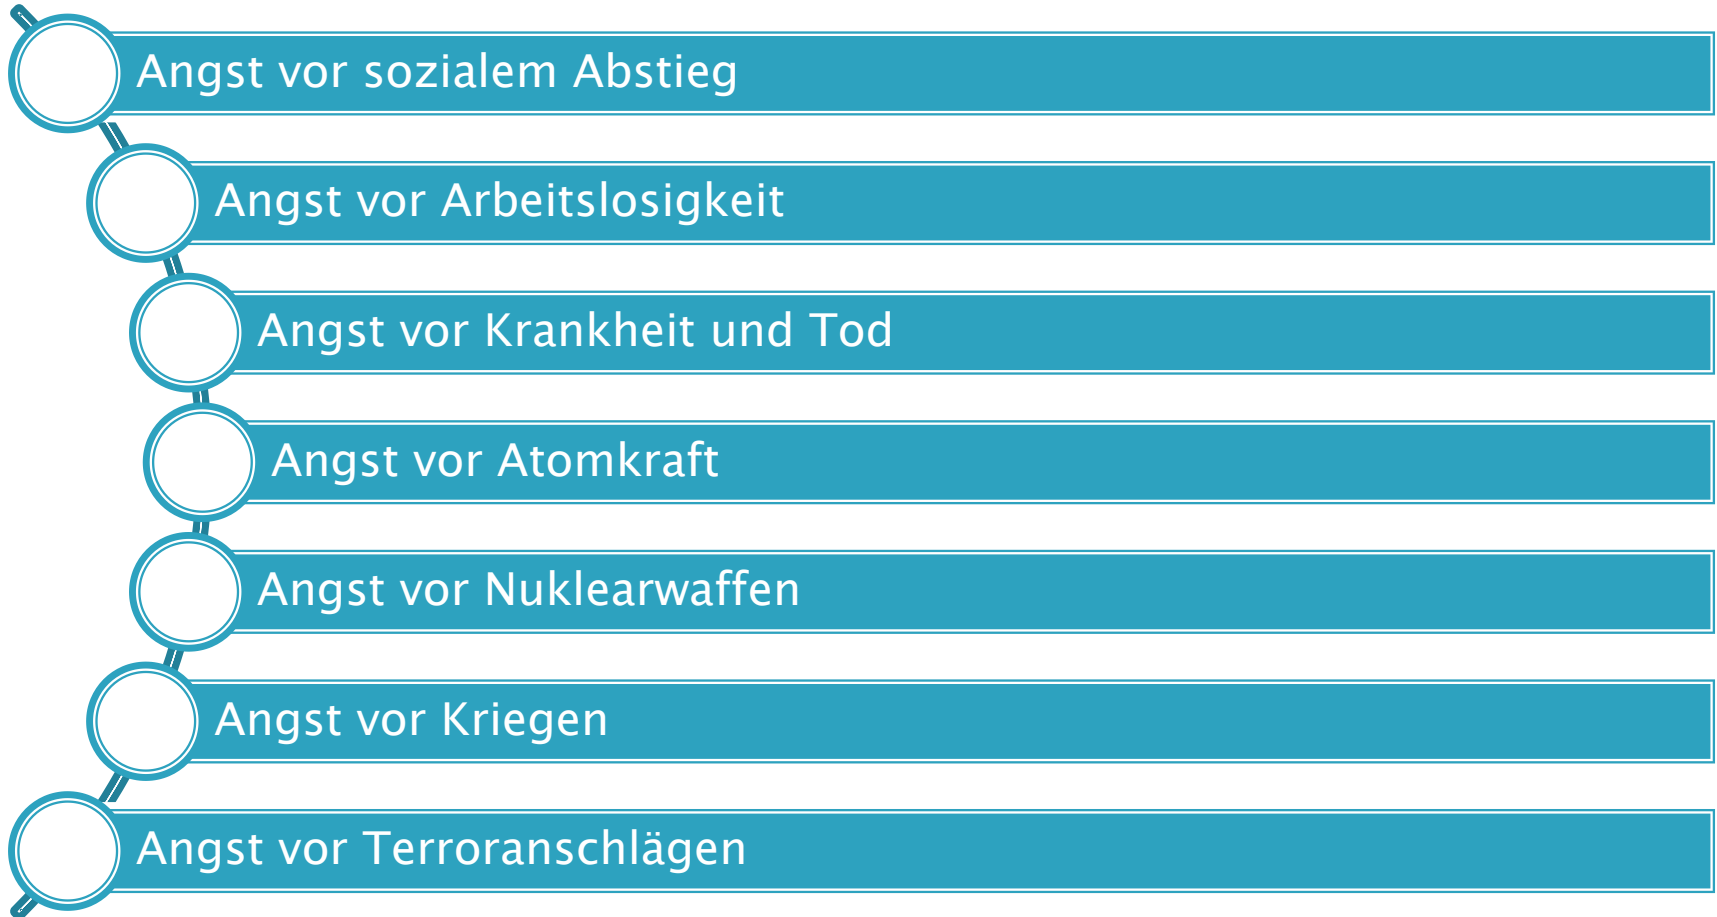 Angst vor sozialem Abstieg
Angst vor Arbeitslosigkeit
Angst vor Krankheit und Tod
Angst vor Atomkraft
Angst vor Nuklearwaffen
Angst vor Kriegen
Angst vor Terroranschlägen